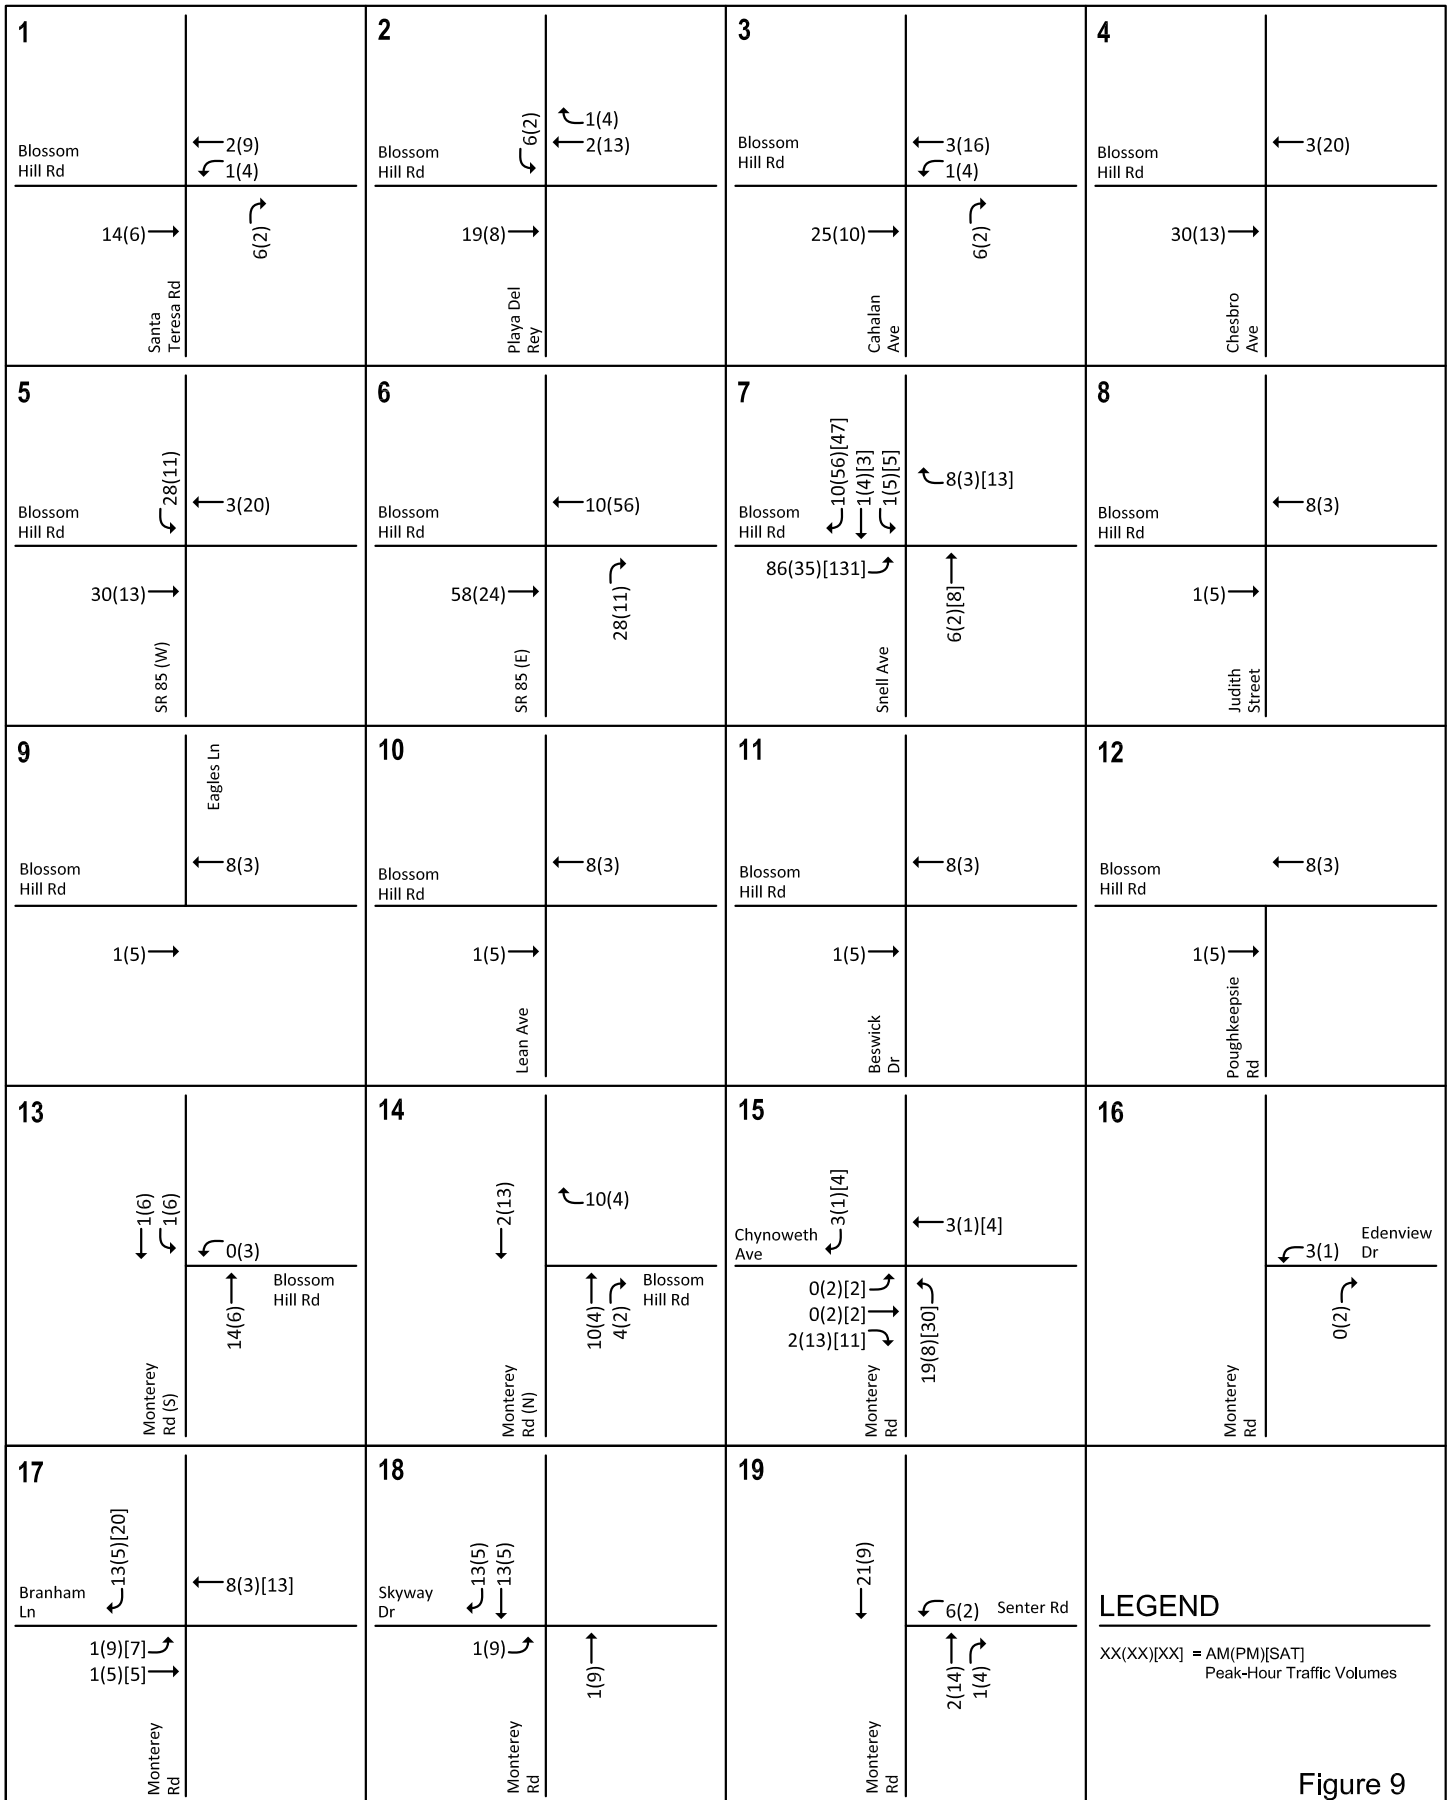 1
2(9)
Blossom
Hill Rd
1(4)
14(6)
6(2)
Santa
Teresa Rd
2
6(2)
1(4)
2(13)
Blossom
Hill Rd
19(8)
Playa Del
Rey
3
Blossom
Hill Rd
3(16)
1(4)
25(10)
6(2)
Cahalan
Ave
4
Blossom
Hill Rd
3(20)
30(13)
Chesbro
Ave
5
28(11)
3(20)
Blossom
Hill Rd
30(13)
SR 85 (W)
6
10(56)
Blossom
Hill Rd
58(24)
28(11)
SR 85 (E)
7
10(56)[47]
1(4)[3]
1(5)[5]
8(3)[13]
Blossom
Hill Rd
86(35)[131]
6(2)[8]
Snell Ave
8
8(3)
Blossom
Hill Rd
1(5)
Judith
Street
9
Eagles Ln
8(3)
Blossom
Hill Rd
1(5)
10
8(3)
Blossom
Hill Rd
1(5)
Lean Ave
11
8(3)
Blossom
Hill Rd
1(5)
Beswick
Dr
12
8(3)
Blossom
Hill Rd
1(5)
Poughkeepsie
Rd
13
1(6)
1(6)
0(3)
Blossom
Hill Rd
14(6)
Monterey
Rd (S)
14
2(13)
10(4)
Blossom
Hill Rd
10(4)
4(2)
Monterey
Rd (N)
15
3(1)[4]
3(1)[4]
Chynoweth
Ave
0(2)[2]
0(2)[2]
2(13)[11]
19(8)[30]
Monterey
Rd
16
3(1)
Edenview
Dr
0(2)
Monterey
Rd
17
13(5)[20]
8(3)[13]
Branham
Ln
1(9)[7]
1(5)[5]
Monterey
Rd
18
13(5)
13(5)
Skyway
Dr
1(9)
1(9)
Monterey
Rd
19
21(9)
6(2)
Senter Rd
2(14)
1(4)
Monterey
Rd
LEGEND
XX(XX)[XX] = AM(PM)[SAT]
Peak-Hour Traffic Volumes
Figure 9